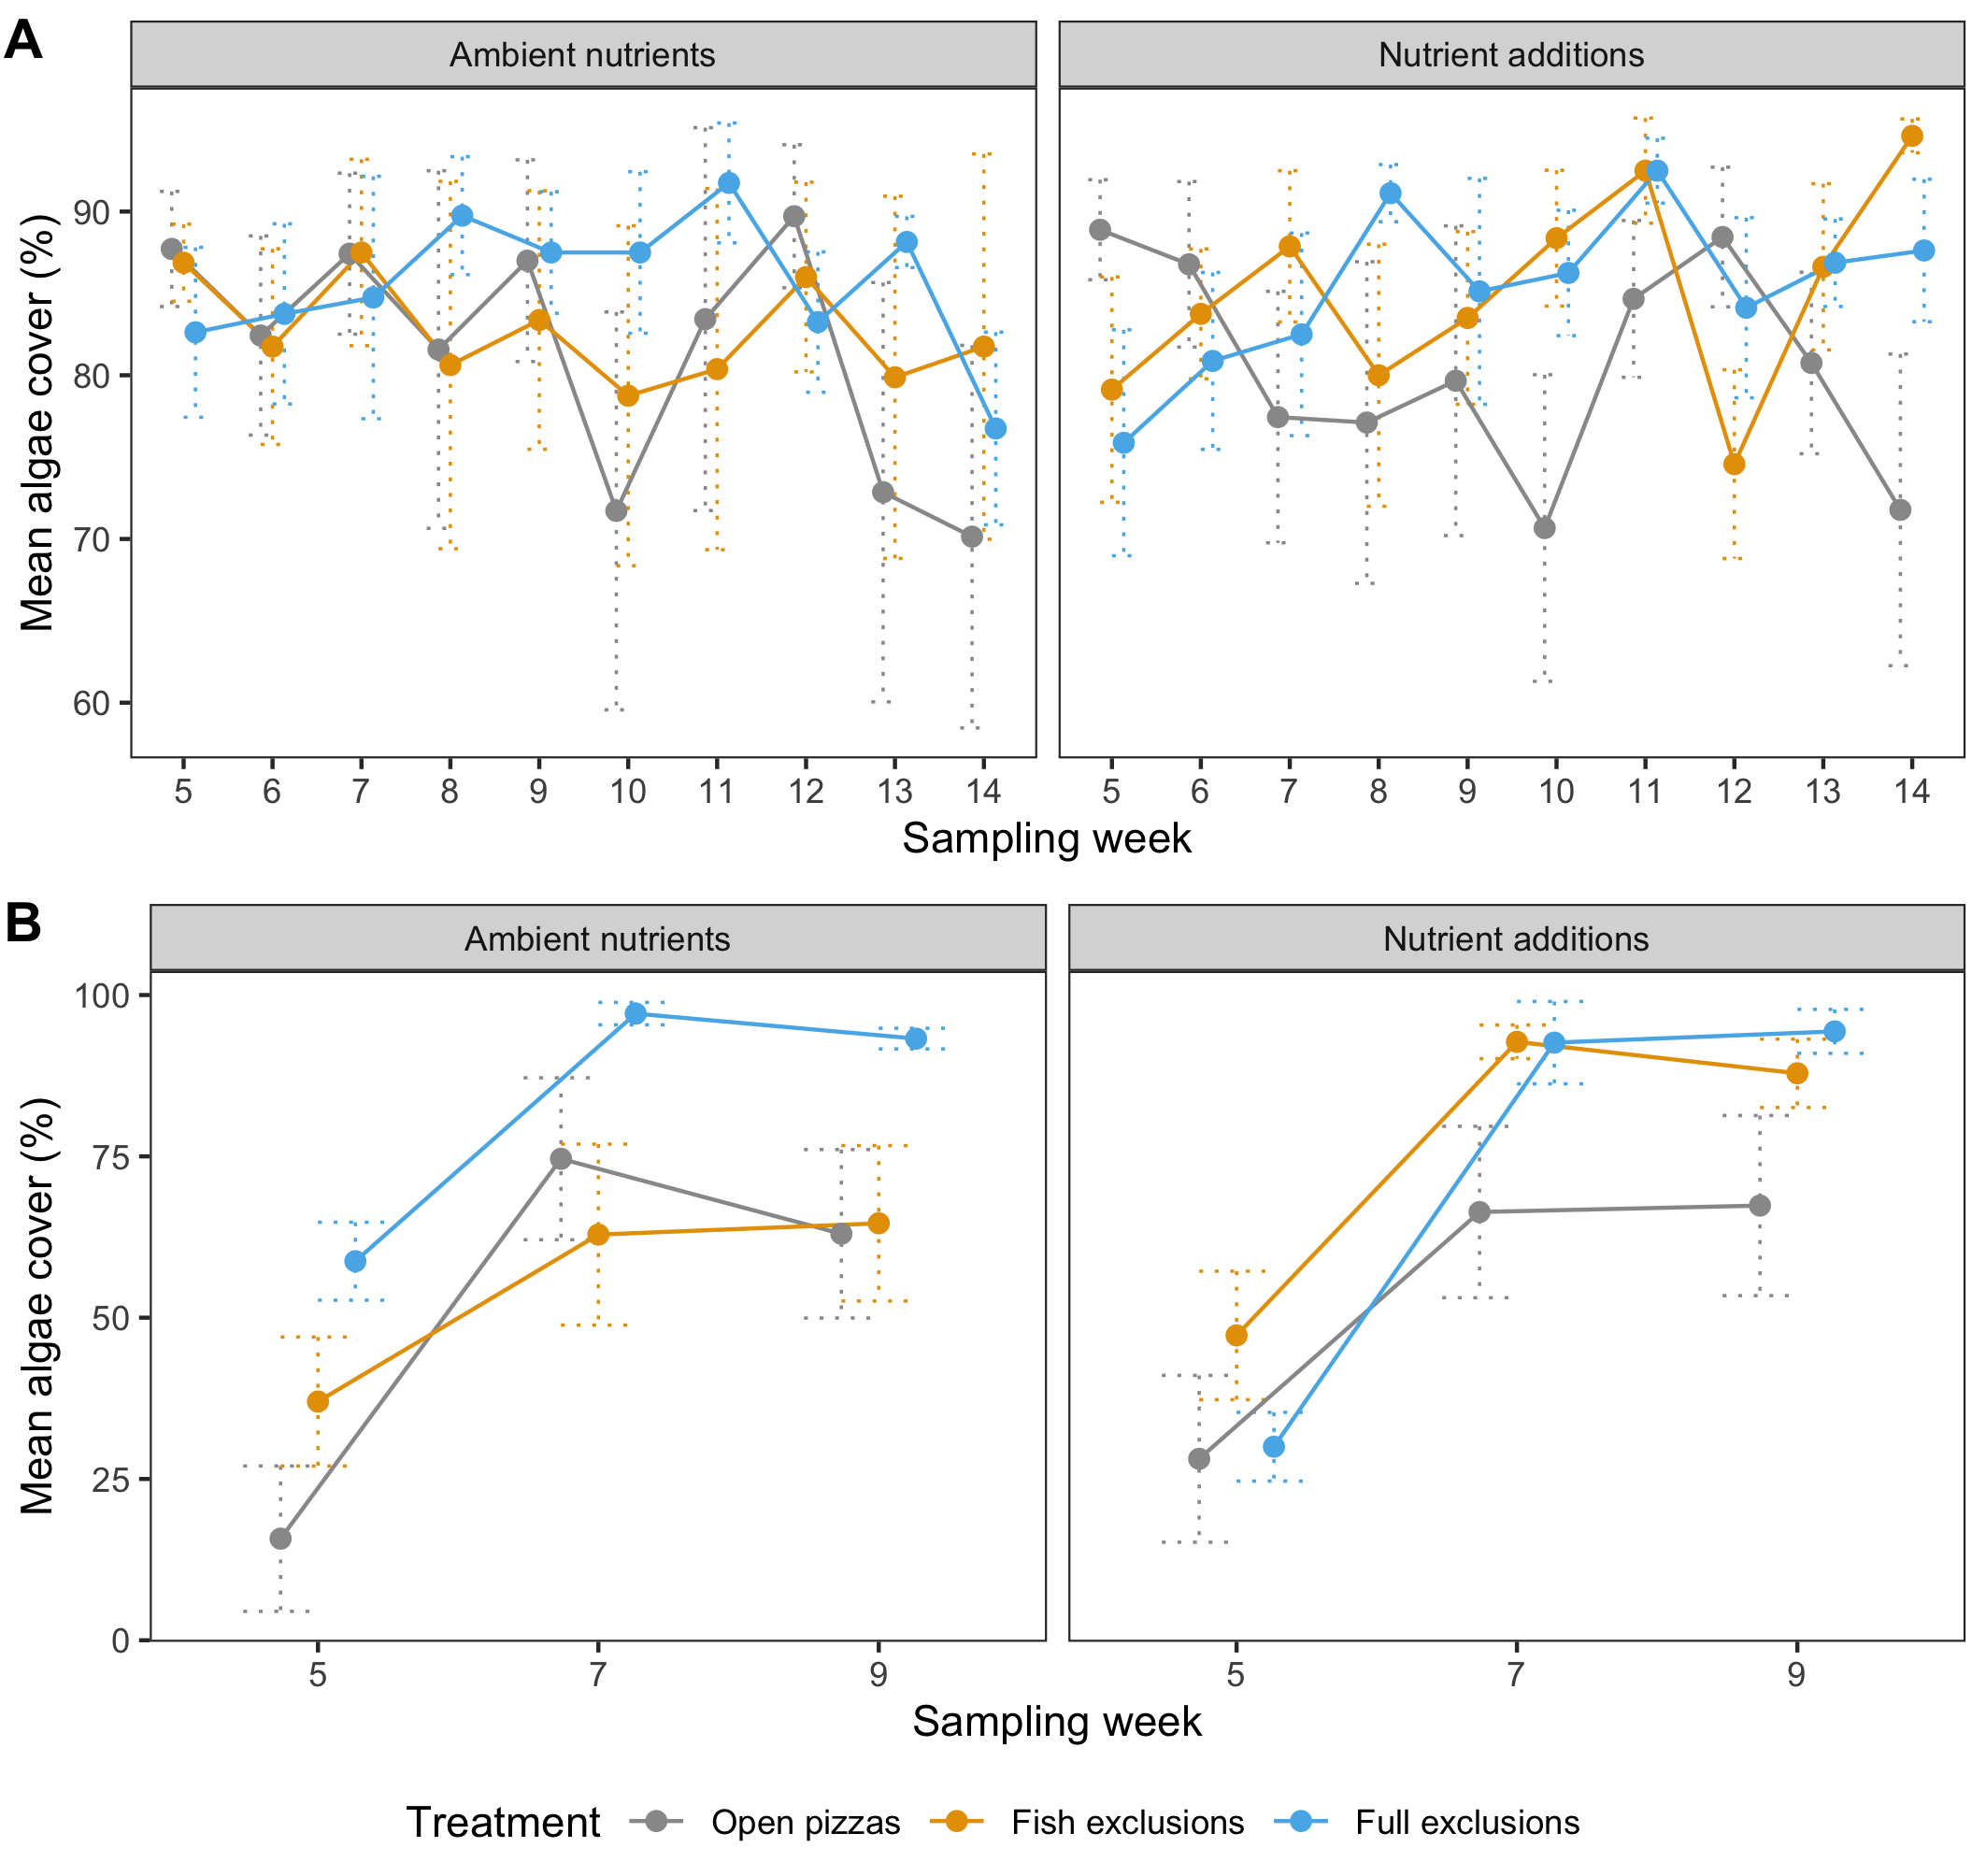 A
Ambient nutrients
Nutrient additions
Mean algae cover (%)
90
80
70
60
5 6 7 8 9 10 11 12 13 14
5 6 7 8 9 10 11 12 13 14
Sampling week
B
Ambient nutrients
Nutrient additions
Mean algae cover (%)
100
75
50
25
0
5 7 9
5 7 9
Sampling week
Treatment Open pizzas Fish exclusions Full exclusions